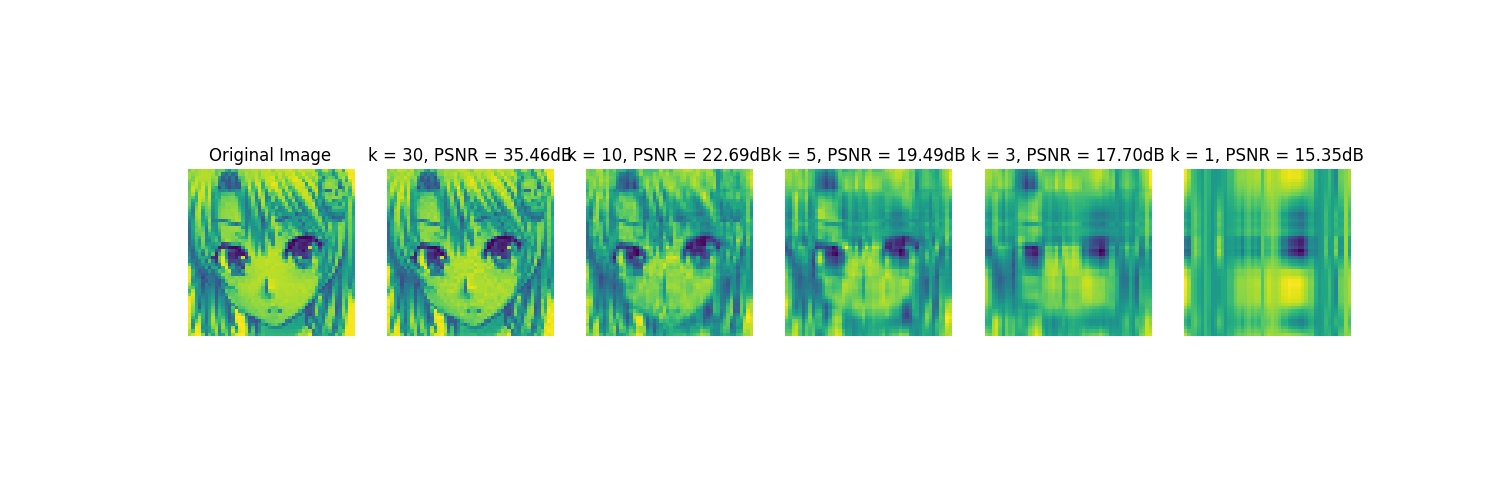 Original Image
k = 30, PSNR = 35.46dB
k = 10, PSNR = 22.69dB
k = 5, PSNR = 19.49dB
k = 3, PSNR = 17.70dB
k = 1, PSNR = 15.35dB